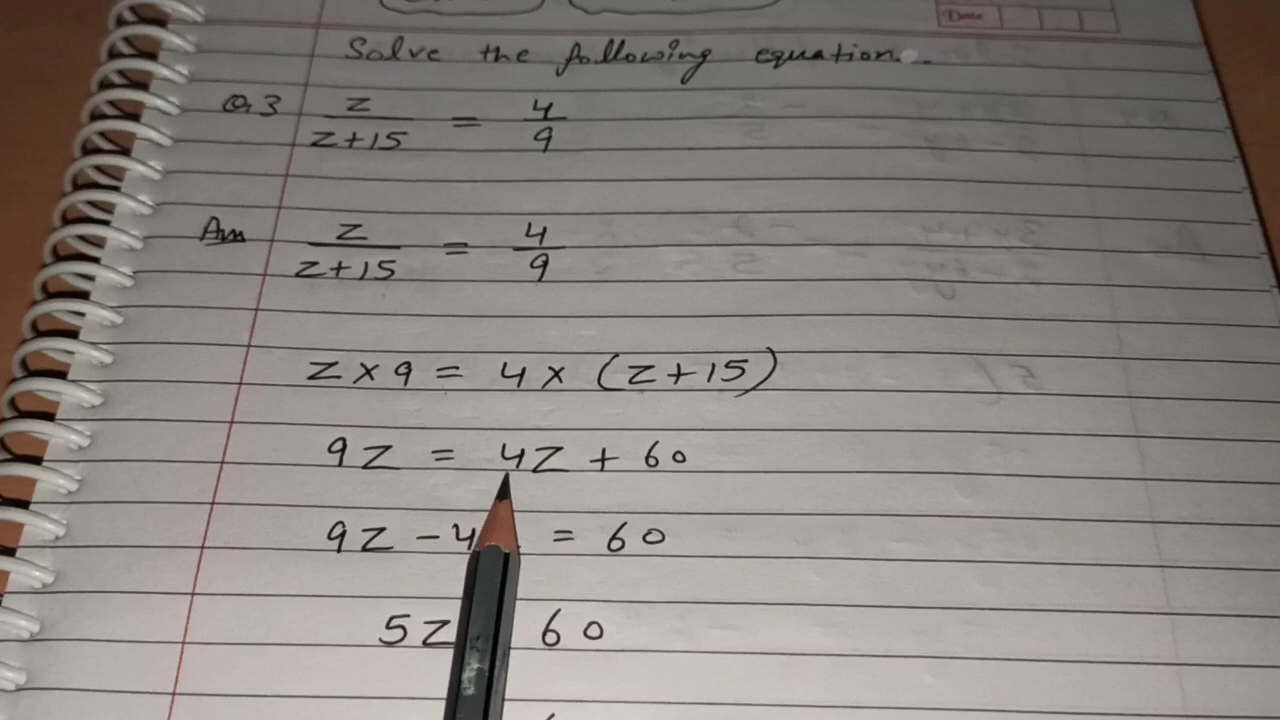 Date
Solve the following equation.
Q.3 z/z+15 = 4/9
Ans z/z+15 = 4/9
z×9 = 4×(z+15)
9z = 4z + 60
9z - 4 = 60
5z 60